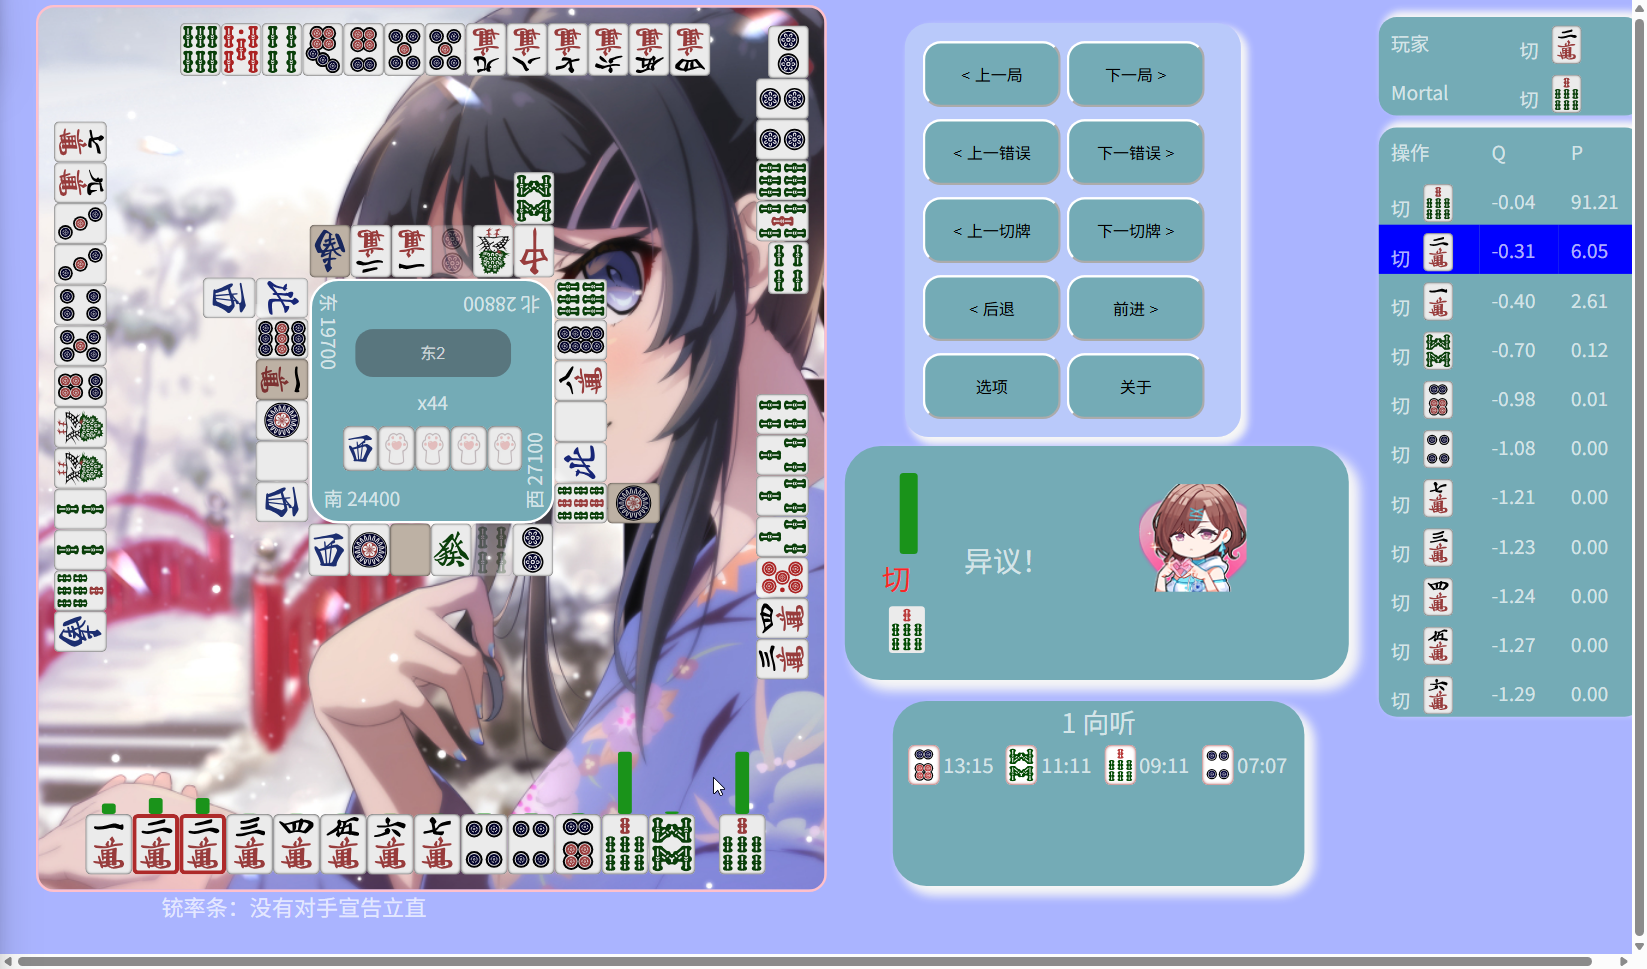 < 上一局
下一局 >
< 上一错误
下一错误 >
< 上一切牌
下一切牌 >
< 后退
前进 >
选项
关于
玩家
切
Mortal
切
操作 Q P
切 -0.04 91.21
切 -0.31 6.05
切 -0.40 2.61
切 -0.70 0.12
切 -0.98 0.01
切 -1.08 0.00
切 -1.21 0.00
切 -1.23 0.00
切 -1.24 0.00
切 -1.27 0.00
切 -1.29 0.00
东 19700
北 28800
东2
x44
南 24400
西 27100
切
异议！
1 向听
13:15
11:11
09:11
07:07
铳率条：没有对手宣告立直